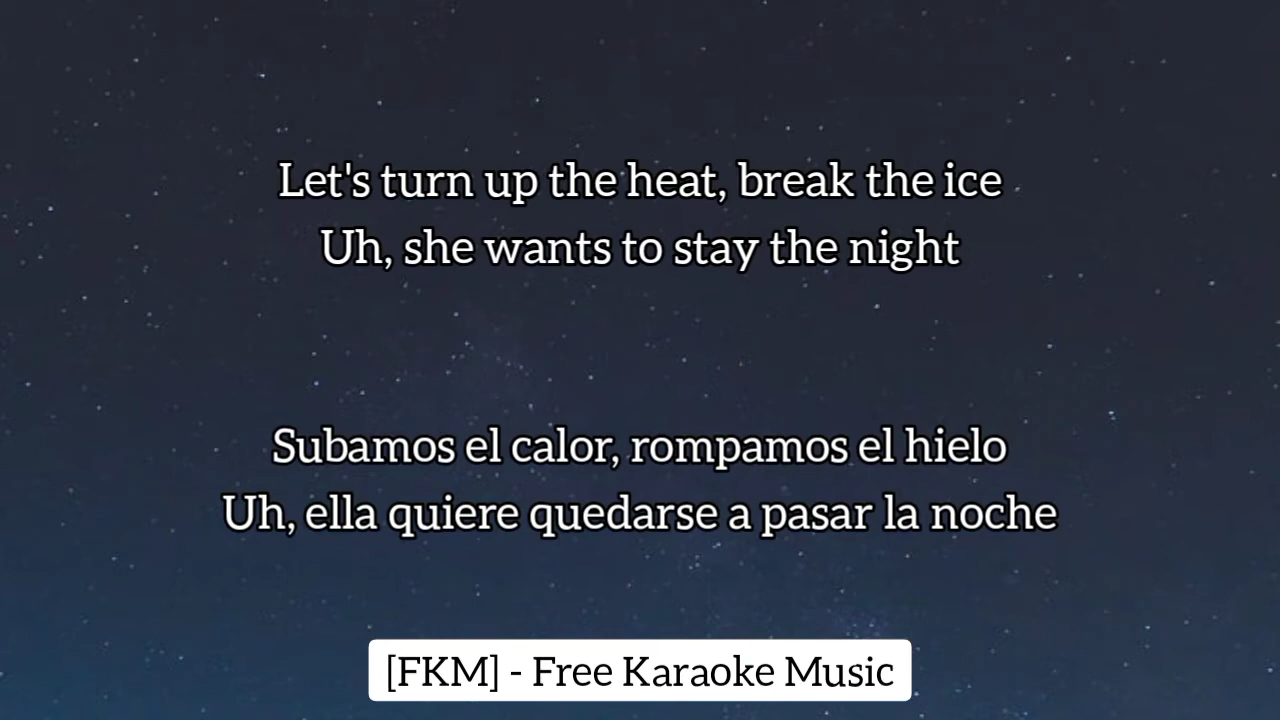 Let's turn up the heat, break the ice
Uh, she wants to stay the night
Subamos el calor, rompamos el hielo
Uh, ella quiere quedarse a pasar la noche
[FKM] - Free Karaoke Music